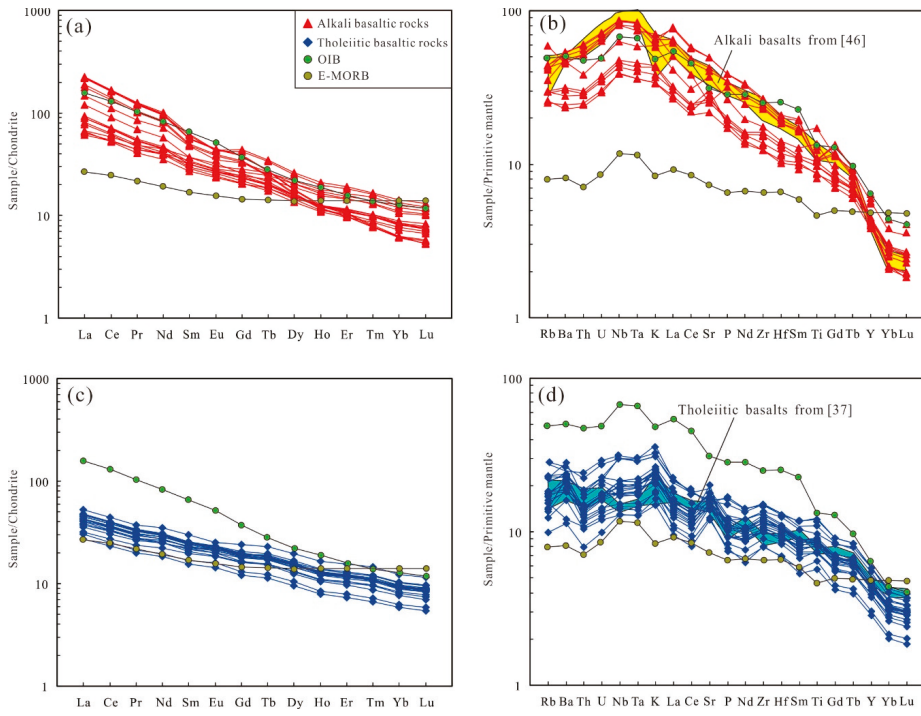 (a)
1000
100
10
1
Sample/Chondrite
La Ce Pr Nd Sm Eu Gd Tb Dy Ho Er Tm Yb Lu
Alkali basaltic rocks
Tholeiitic basaltic rocks
OIB
E-MORB
(b)
100
10
1
Sample/Primitive mantle
Alkali basalts from [46]
Rb Ba Th U Nb Ta K La Ce Sr P Nd Zr Hf Sm Ti Gd Tb Y Yb Lu
(c)
1000
100
10
1
Sample/Chondrite
La Ce Pr Nd Sm Eu Gd Tb Dy Ho Er Tm Yb Lu
(d)
100
10
1
Sample/Primitive mantle
Tholeiitic basalts from [37]
Rb Ba Th U Nb Ta K La Ce Sr P Nd Zr Hf Sm Ti Gd Tb Y Yb Lu